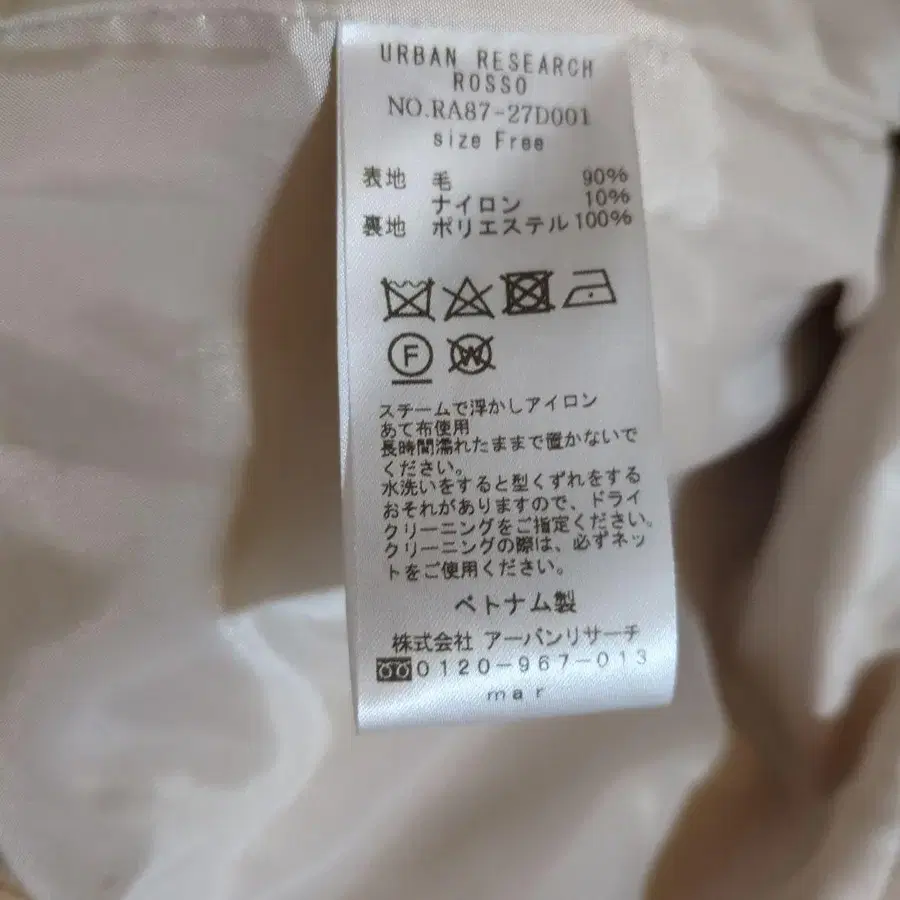 URBAN RESEARCH
ROSSO
NO.RA87-27D001
size Free
表地 毛 90%
ナイロン 10%
裏地 ポリエステル 100%
F W
スチームで浮かしアイロン
あて布使用
長時間濡れたままで置かないで
ください。
水洗いをすると型くずれをする
おそれがありますので、ドライ
クリーニングをご指定ください。
クリーニングの際は、必ずネッ
トをご使用ください。
ベトナム製
株式会社 アーバンリサーチ
0120-967-013
mar